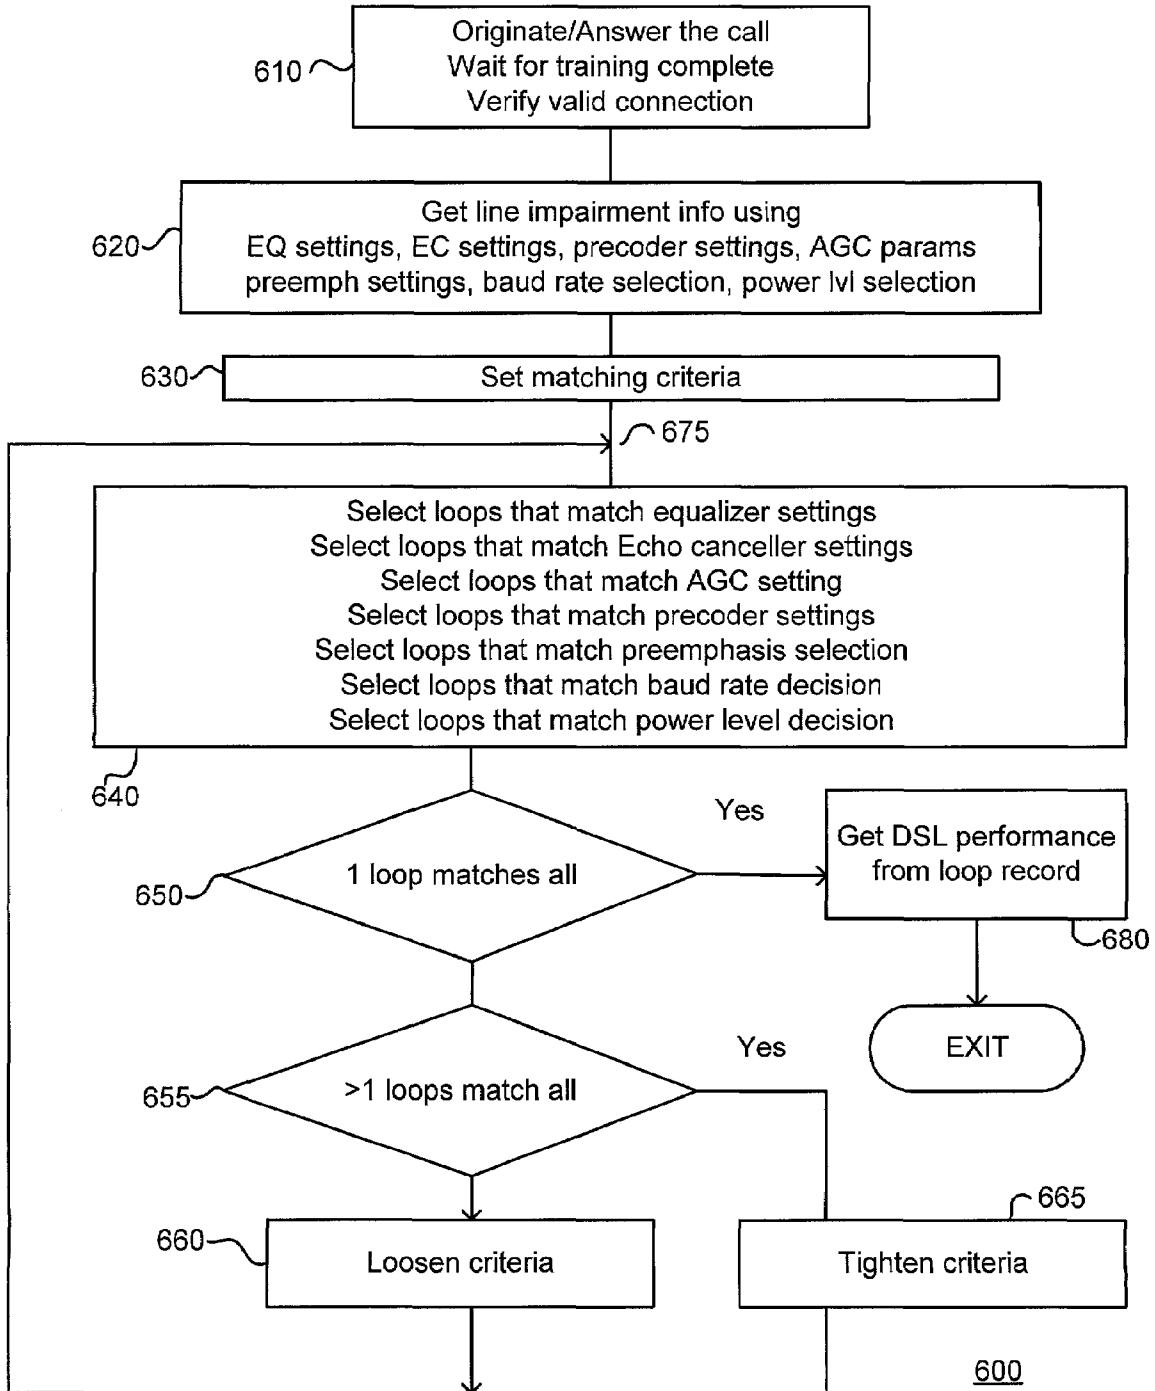 Originate/Answer the call
Wait for training complete
Verify valid connection
610
Get line impairment info using
EQ settings, EC settings, precoder settings, AGC params
preemph settings, baud rate selection, power lvl selection
620
630
Set matching criteria
675
Select loops that match equalizer settings
Select loops that match Echo canceller settings
Select loops that match AGC setting
Select loops that match precoder settings
Select loops that match preemphasis selection
Select loops that match baud rate decision
Select loops that match power level decision
640
Yes
Get DSL performance
from loop record
1 loop matches all
650
680
EXIT
Yes
>1 loops match all
655
665
660
Loosen criteria
Tighten criteria
600